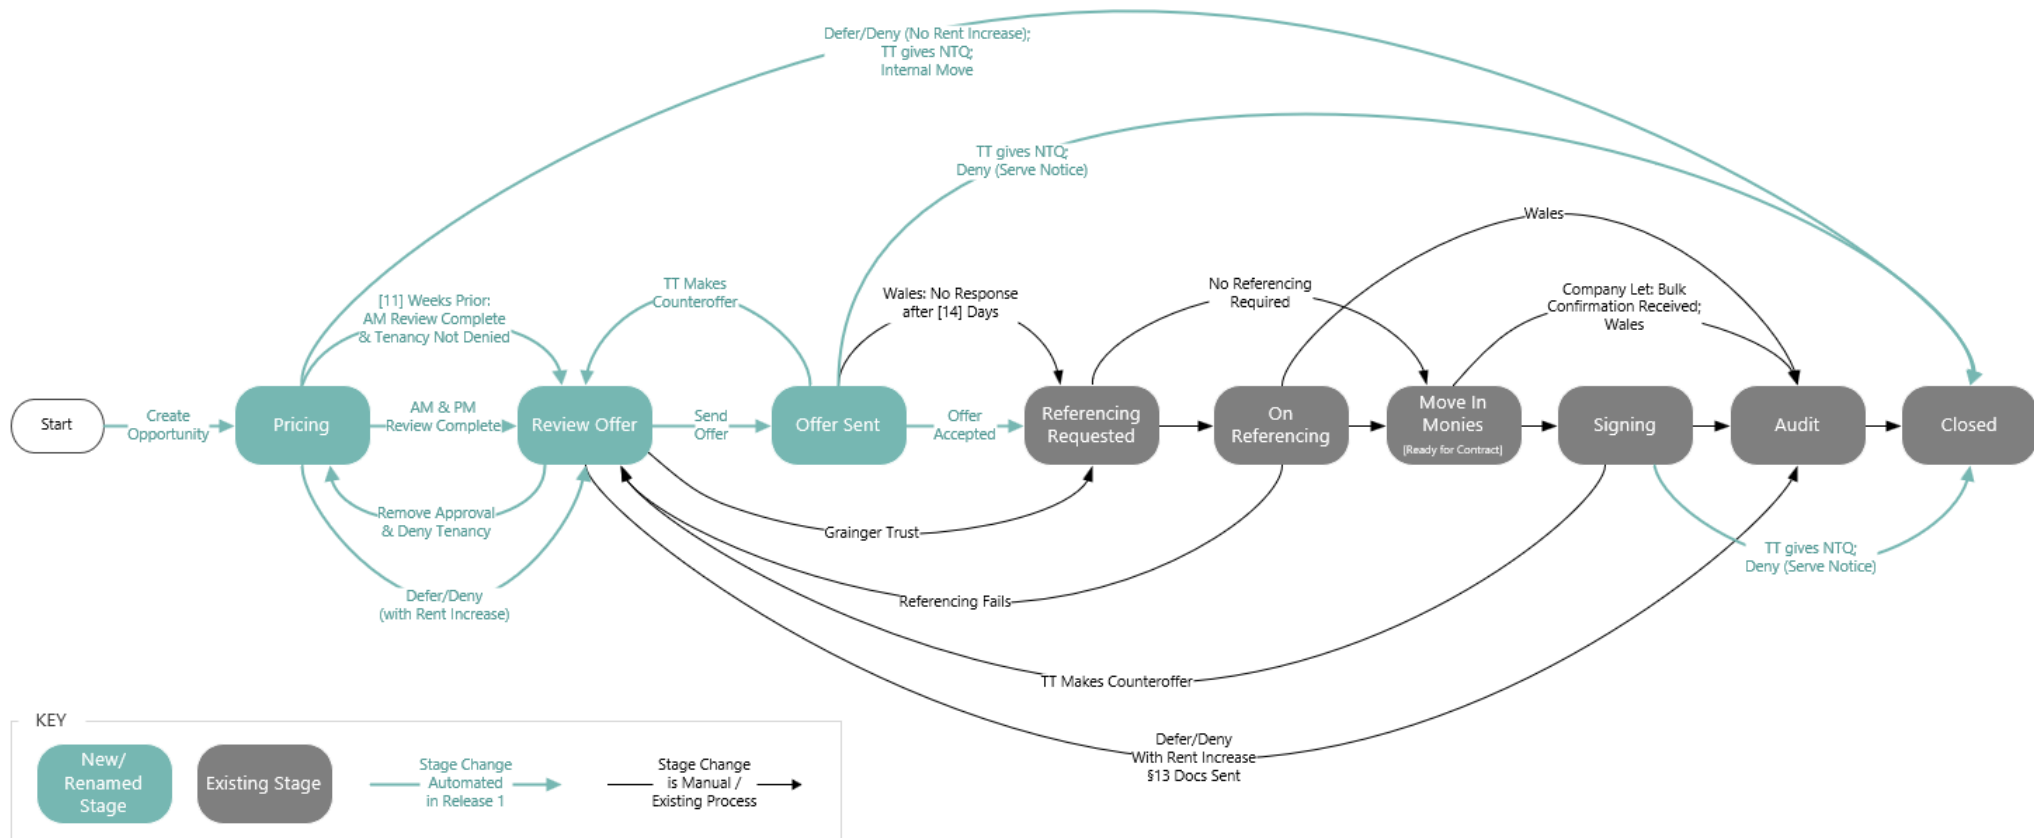 Defer/Deny (No Rent Increase);
TT gives NTQ;
Internal Move
TT gives NTQ;
Deny (Serve Notice)
Wales
[11] Weeks Prior:
AM Review Complete
& Tenancy Not Denied
TT Makes
Counteroffer
Wales: No Response
after [14] Days
No Referencing
Required
Company Let: Bulk
Confirmation Received;
Wales
Start
Create
Opportunity
Pricing
AM & PM
Review Complete
Review Offer
Send
Offer
Offer Sent
Offer
Accepted
Referencing
Requested
On
Referencing
Move In
Monies
[Ready for Contract]
Signing
Audit
Closed
Remove Approval
& Deny Tenancy
Grainger Trust
TT gives NTQ;
Deny (Serve Notice)
Defer/Deny
(with Rent Increase)
Referencing Fails
TT Makes Counteroffer
Defer/Deny
With Rent Increase
§13 Docs Sent
KEY
New/
Renamed
Stage
Existing Stage
Stage Change
Automated
in Release 1
Stage Change
is Manual /
Existing Process